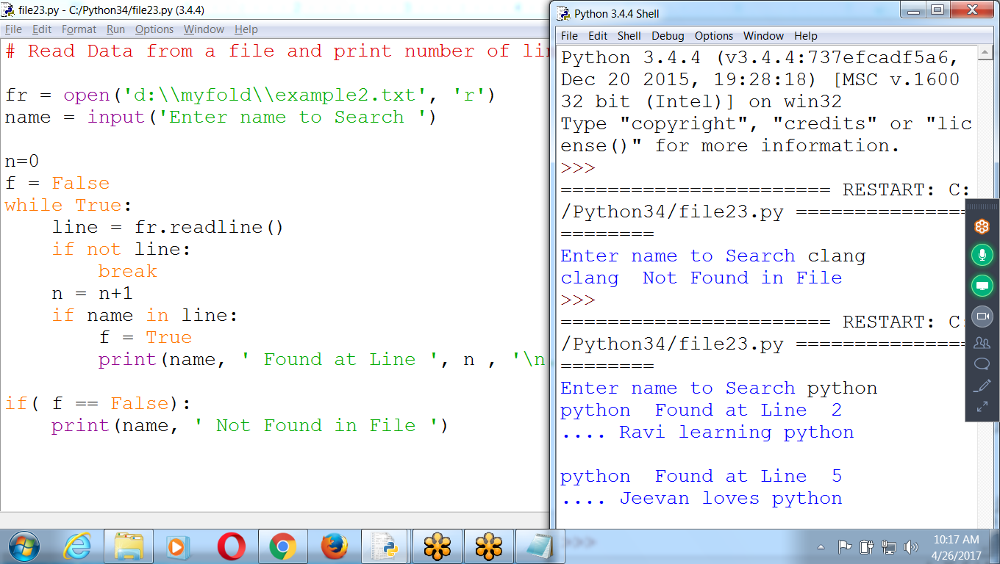 file23.py - C:/Python34/file23.py (3.4.4)
File Edit Format Run Options Window Help
# Read Data from a file and print number of
fr = open('d:\\myfold\\example2.txt', 'r')
name = input('Enter name to Search ')
n=0
f = False
while True:
    line = fr.readline()
    if not line:
        break
    n = n+1
    if name in line:
        f = True
        print(name, ' Found at Line ', n , '\n
if( f == False):
    print(name, ' Not Found in File ')
Python 3.4.4 Shell
File Edit Shell Debug Options Window Help
Python 3.4.4 (v3.4.4:737efcadf5a6,
Dec 20 2015, 19:28:18) [MSC v.1600
32 bit (Intel)] on win32
Type "copyright", "credits" or "lic
ense()" for more information.
>>>
======================= RESTART: C:
/Python34/file23.py ===============
========
Enter name to Search clang
clang  Not Found in File
>>>
======================= RESTART: C:
/Python34/file23.py ===============
========
Enter name to Search python
python  Found at Line  2
.... Ravi learning python
python  Found at Line  5
.... Jeevan loves python
>>>
10:17 AM
4/26/2017